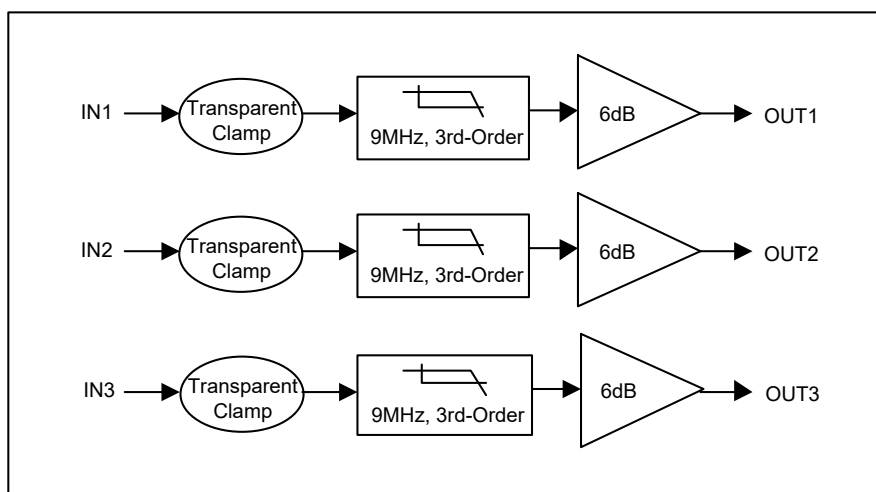 IN1
Transparent
Clamp
9MHz, 3rd-Order
6dB
OUT1
IN2
Transparent
Clamp
9MHz, 3rd-Order
6dB
OUT2
IN3
Transparent
Clamp
9MHz, 3rd-Order
6dB
OUT3